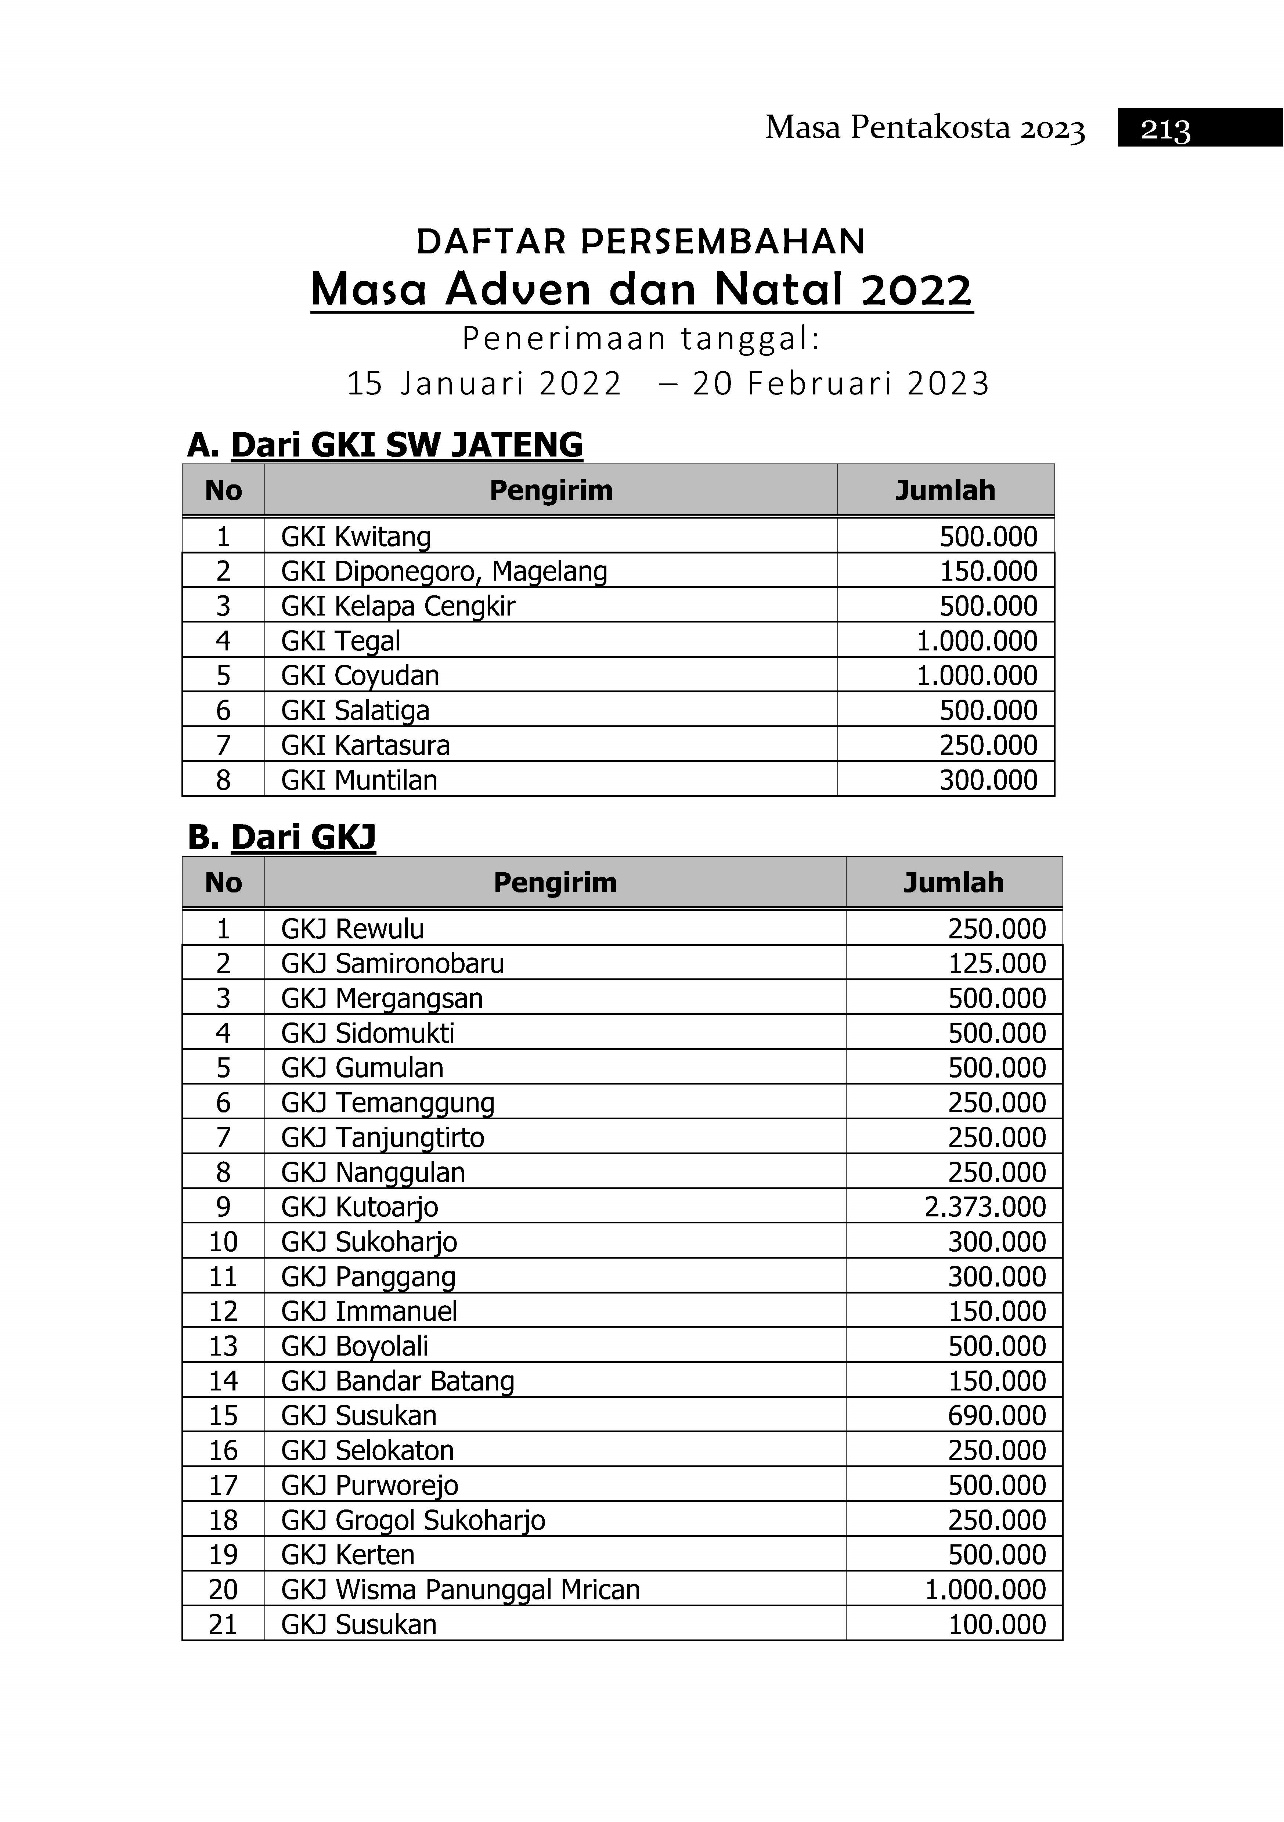 Masa Pentakosta 2023 213
DAFTAR PERSEMBAHAN
Masa Adven dan Natal 2022
Penerimaan tanggal:
15 Januari 2022 – 20 Februari 2023
A. Dari GKI SW JATENG
No Pengirim Jumlah
1 GKI Kwitang 500.000
2 GKI Diponegoro, Magelang 150.000
3 GKI Kelapa Cengkir 500.000
4 GKI Tegal 1.000.000
5 GKI Coyudan 1.000.000
6 GKI Salatiga 500.000
7 GKI Kartasura 250.000
8 GKI Muntilan 300.000
B. Dari GKJ
No Pengirim Jumlah
1 GKJ Rewulu 250.000
2 GKJ Samironobaru 125.000
3 GKJ Mergangsan 500.000
4 GKJ Sidomukti 500.000
5 GKJ Gumulan 500.000
6 GKJ Temanggung 250.000
7 GKJ Tanjungtirto 250.000
8 GKJ Nanggulan 250.000
9 GKJ Kutoarjo 2.373.000
10 GKJ Sukoharjo 300.000
11 GKJ Panggang 300.000
12 GKJ Immanuel 150.000
13 GKJ Boyolali 500.000
14 GKJ Bandar Batang 150.000
15 GKJ Susukan 690.000
16 GKJ Selokaton 250.000
17 GKJ Purworejo 500.000
18 GKJ Grogol Sukoharjo 250.000
19 GKJ Kerten 500.000
20 GKJ Wisma Panunggal Mrican 1.000.000
21 GKJ Susukan 100.000